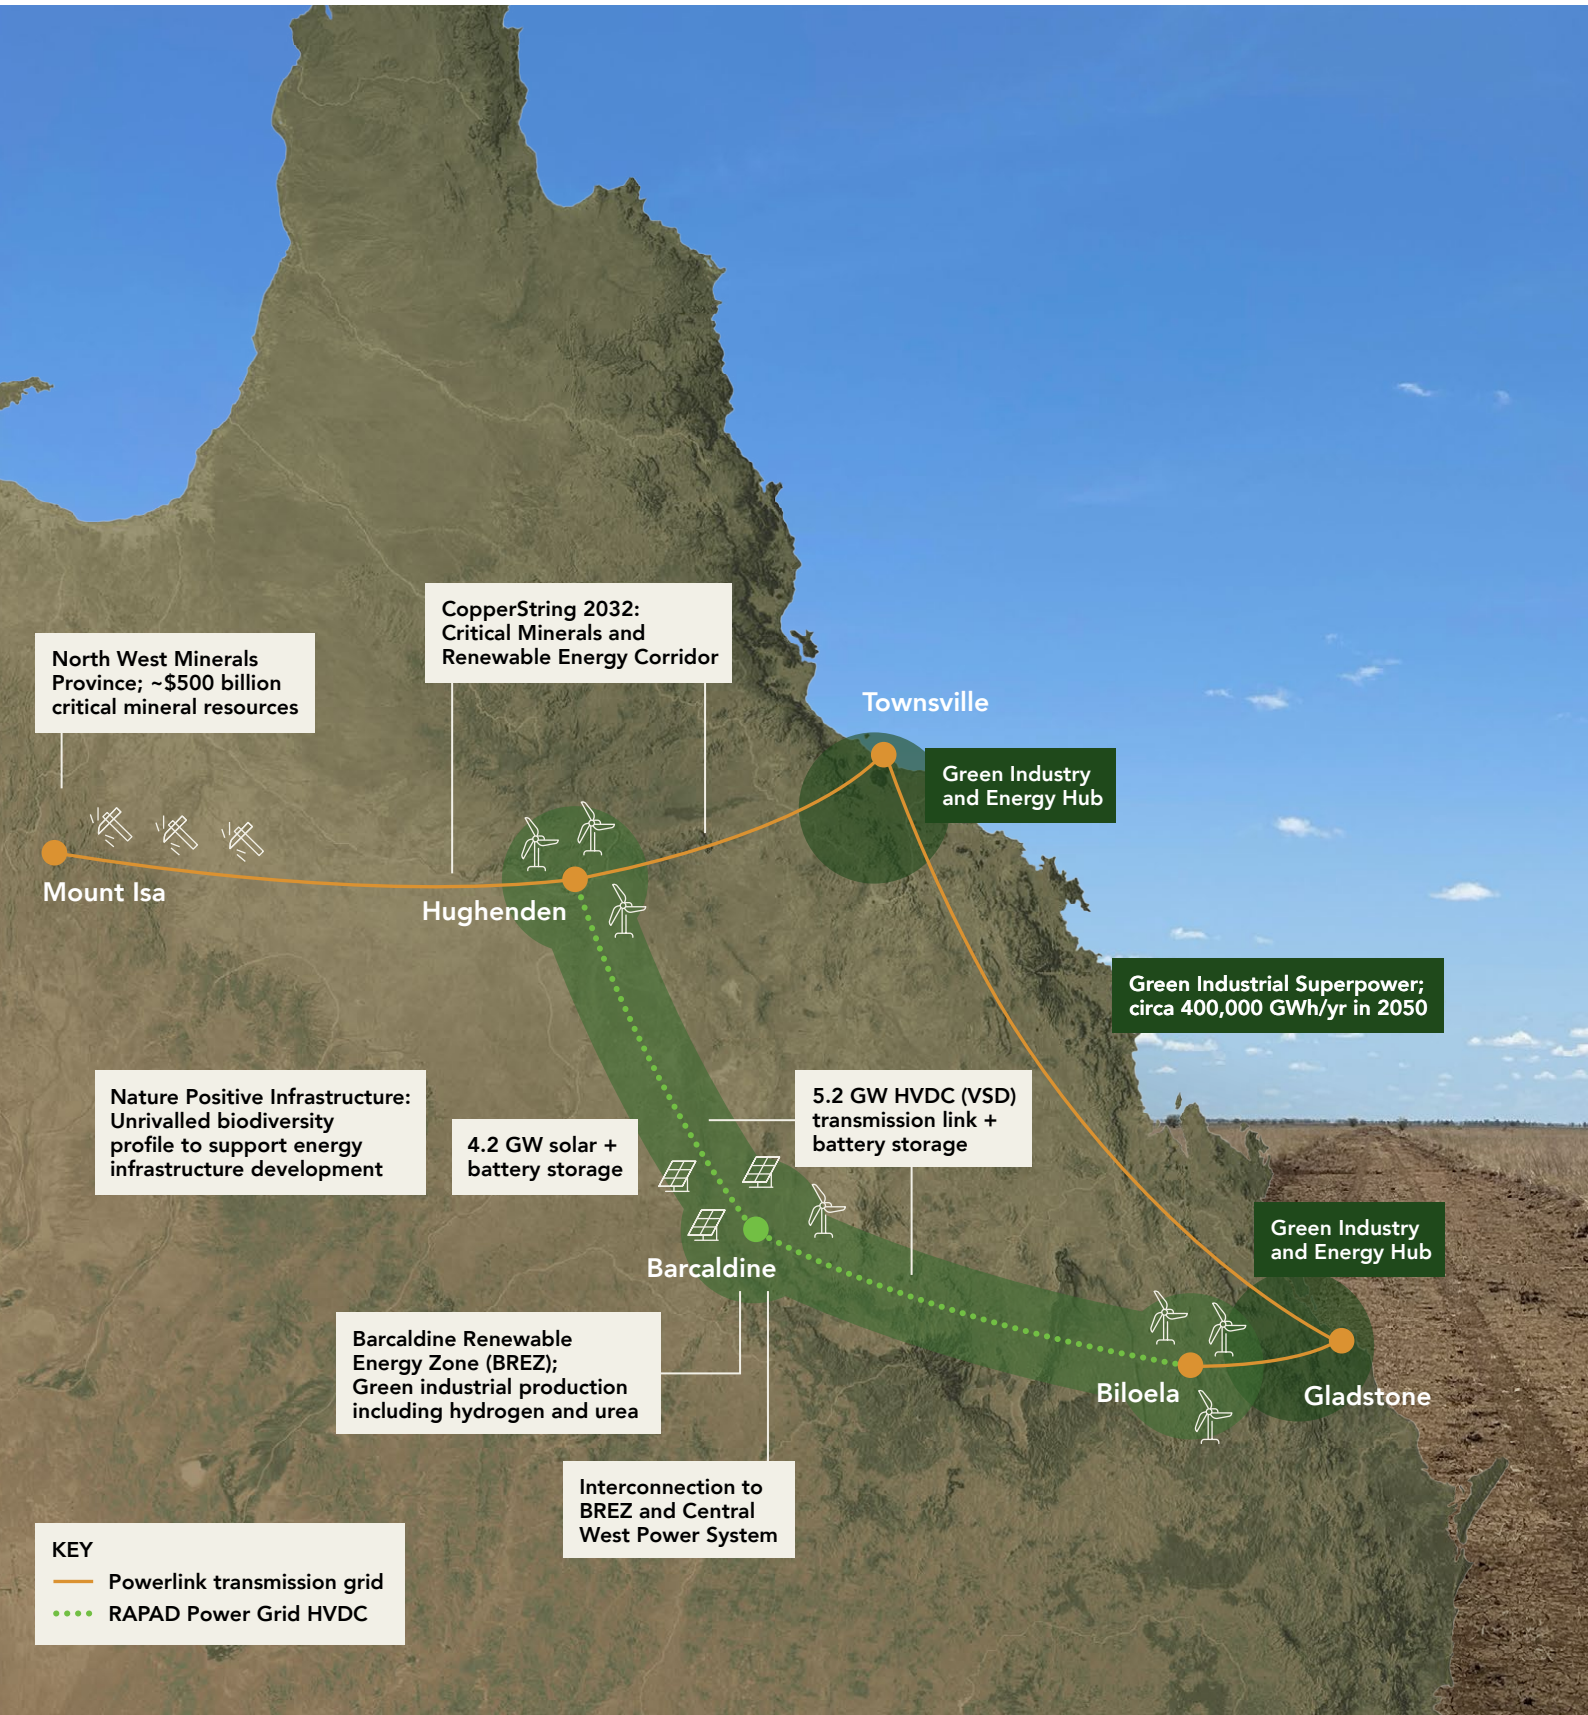 CopperString 2032:
Critical Minerals and
Renewable Energy Corridor
North West Minerals
Province; ~$500 billion
critical mineral resources
Townsville
Green Industry
and Energy Hub
Mount Isa
Hughenden
Green Industrial Superpower;
circa 400,000 GWh/yr in 2050
Nature Positive Infrastructure:
Unrivalled biodiversity
profile to support energy
infrastructure development
4.2 GW solar +
battery storage
5.2 GW HVDC (VSD)
transmission link +
battery storage
Green Industry
and Energy Hub
Barcaldine
Barcaldine Renewable
Energy Zone (BREZ);
Green industrial production
including hydrogen and urea
Biloela
Gladstone
Interconnection to
BREZ and Central
West Power System
KEY
Powerlink transmission grid
RAPAD Power Grid HVDC